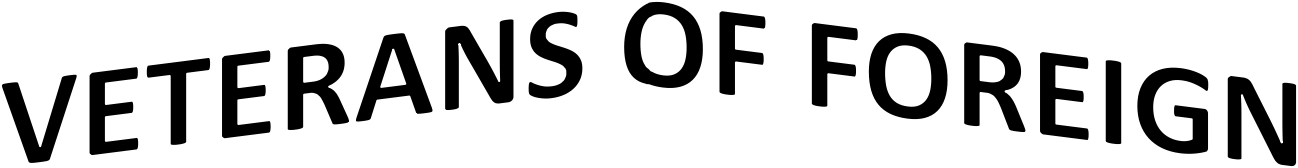 VETERANS OF FOREIGN